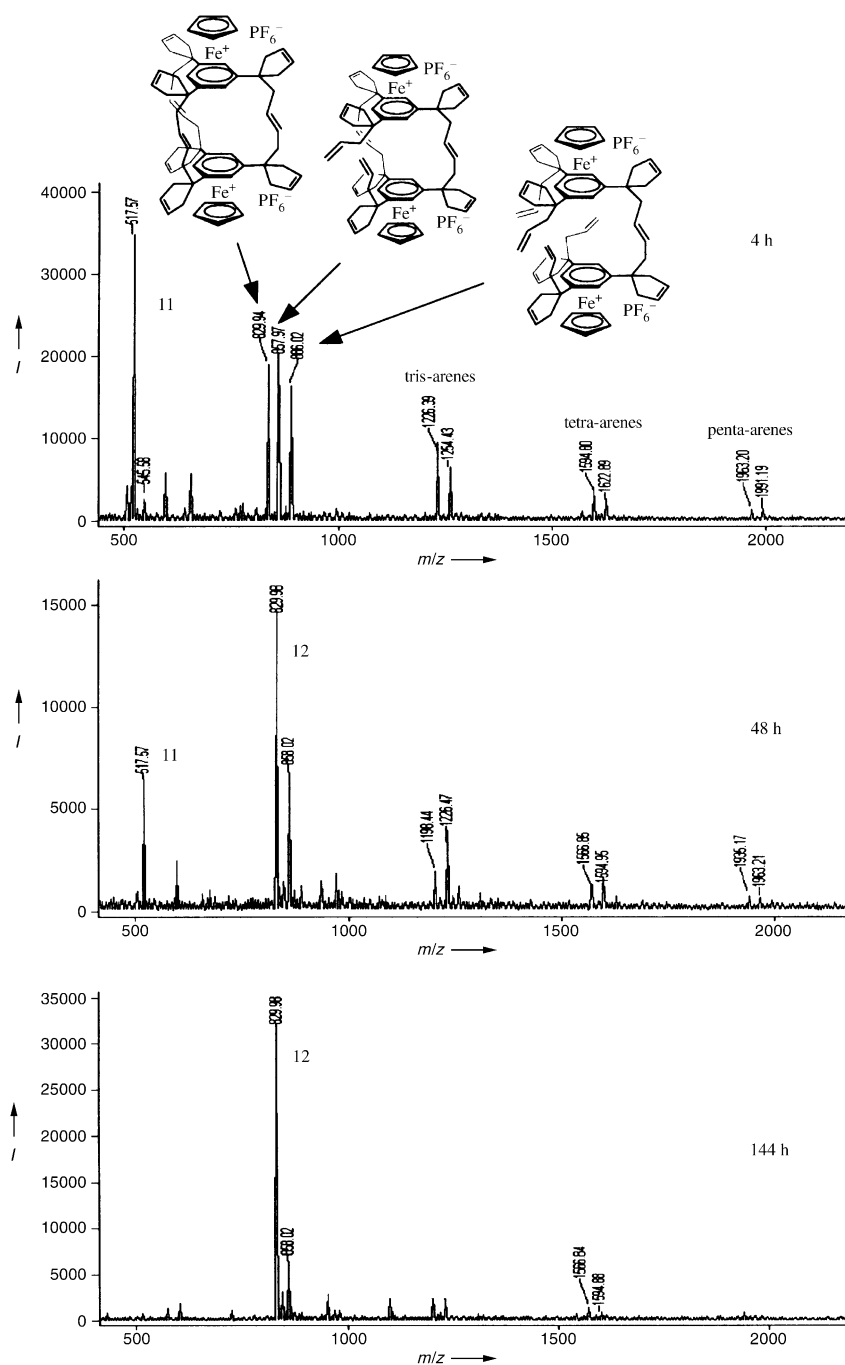 PF6−
Fe+
Fe+
PF6−
PF6−
Fe+
Fe+
PF6−
PF6−
Fe+
Fe+
PF6−
40000
30000
20000
10000
0
I
517.57
11
545.58
829.94
857.97
886.02
4 h
tris-arenes
1226.39
1254.43
tetra-arenes
1594.80
1622.89
penta-arenes
1963.20
1991.19
500
1000
1500
2000
m/z
15000
10000
5000
0
I
517.57
11
829.98
12
858.02
48 h
1198.44
1226.47
1566.85
1594.95
1935.17
1963.21
500
1000
1500
2000
m/z
35000
30000
25000
20000
15000
10000
5000
0
I
829.98
12
858.02
144 h
1566.84
1594.88
500
1000
1500
2000
m/z